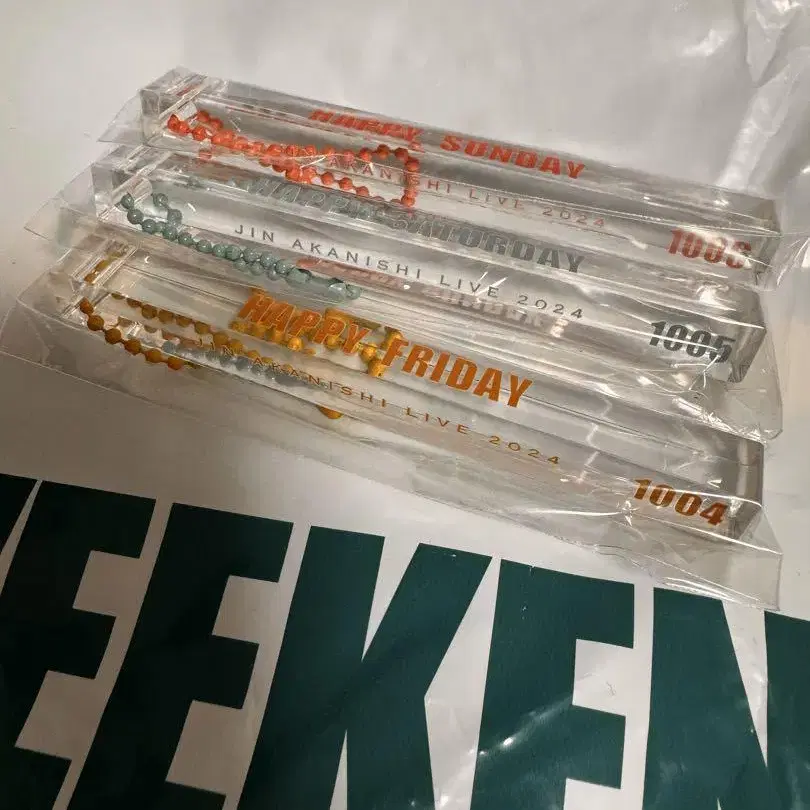 HAPPY SUNDAY
AKANISHI LIVE 2024
1006
HAPPY SATURDAY
JIN AKANISHI LIVE 2024
1005
HAPPY FRIDAY
JIN AKANISHI LIVE 2024
1004
EEKEN